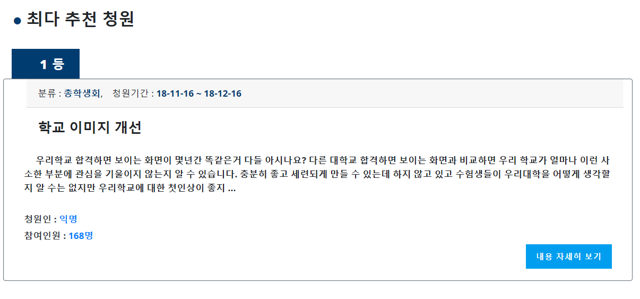 최다 추천 청원
1 등
분류 : 총학생회, 청원기간 : 18-11-16 ~ 18-12-16
학교 이미지 개선
우리학교 합격하면 보이는 화면이 몇년간 똑같은거 다들 아시나요? 다른 대학교 합격하면 보이는 화면과 비교하면 우리 학교가 얼마나 이런 사
소한 부분에 관심을 기울이지 않는지 알 수 있습니다. 충분히 좋고 세련되게 만들 수 있는데 하지 않고 있고 수험생들이 우리대학을 어떻게 생각할
지 알 수는 없지만 우리학교에 대한 첫인상이 좋지 ...
청원인 : 익명
참여인원 : 168명
내용 자세히 보기